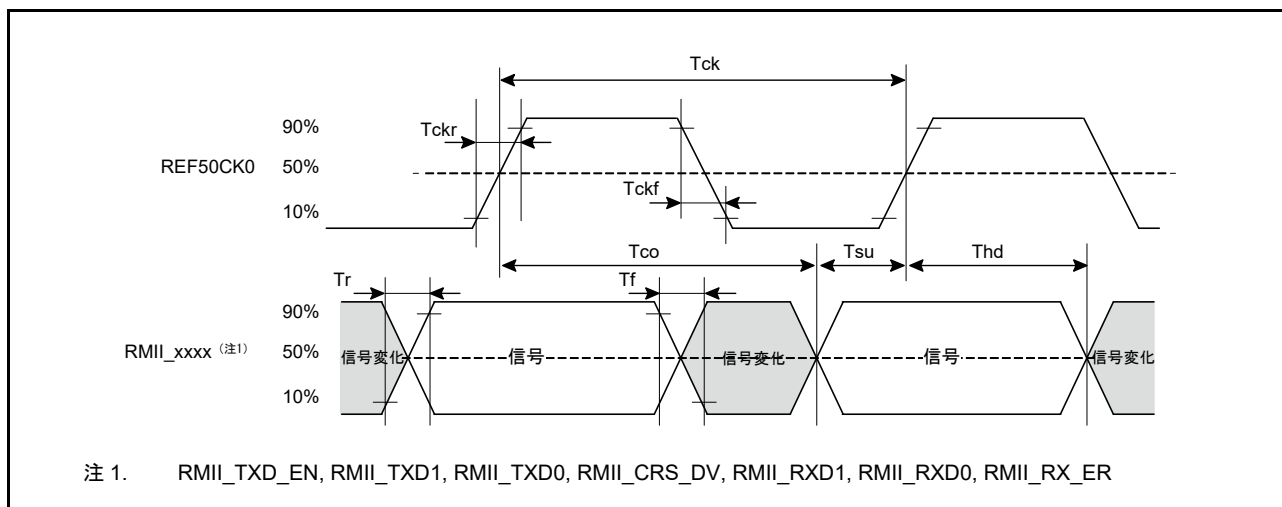 Tck
Tckr
90%
REF50CK0 50%
Tckf
10%
Tco Tsu Thd
Tr Tf
90%
RMII_xxxx (注1) 50% 信号変化 信号 信号変化 信号 信号変化
10%
注 1. RMII_TXD_EN, RMII_TXD1, RMII_TXD0, RMII_CRS_DV, RMII_RXD1, RMII_RXD0, RMII_RX_ER